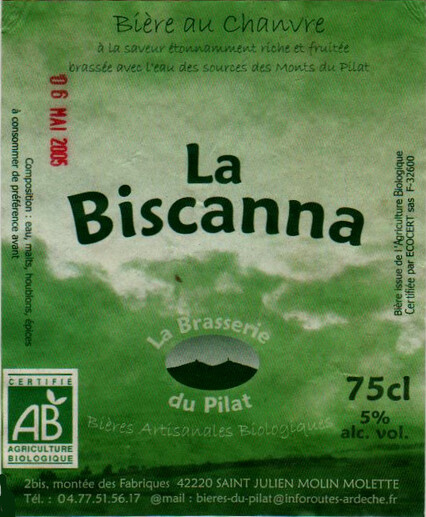 Bière au Chanvre
à la saveur étonnamment riche et fruitée
brassée avec l'eau des sources des Monts du Pilat
06 MAI 2005
Composition : eau, malts, houblons, épices
à consommer de préférence avant
La
Biscanna
Bière issue de l'Agriculture Biologique
Certifiée par ECOCERT sas F-32600
La Brasserie
du Pilat
Bières Artisanales Biologiques
75cl
5%
alc. vol.
CERTIFIÉ
AB
AGRICULTURE
BIOLOGIQUE
2bis, montée des Fabriques 42220 SAINT JULIEN MOLIN MOLETTE
Tél. : 04.77.51.56.17 @mail : bieres-du-pilat@inforoutes-ardeche.fr